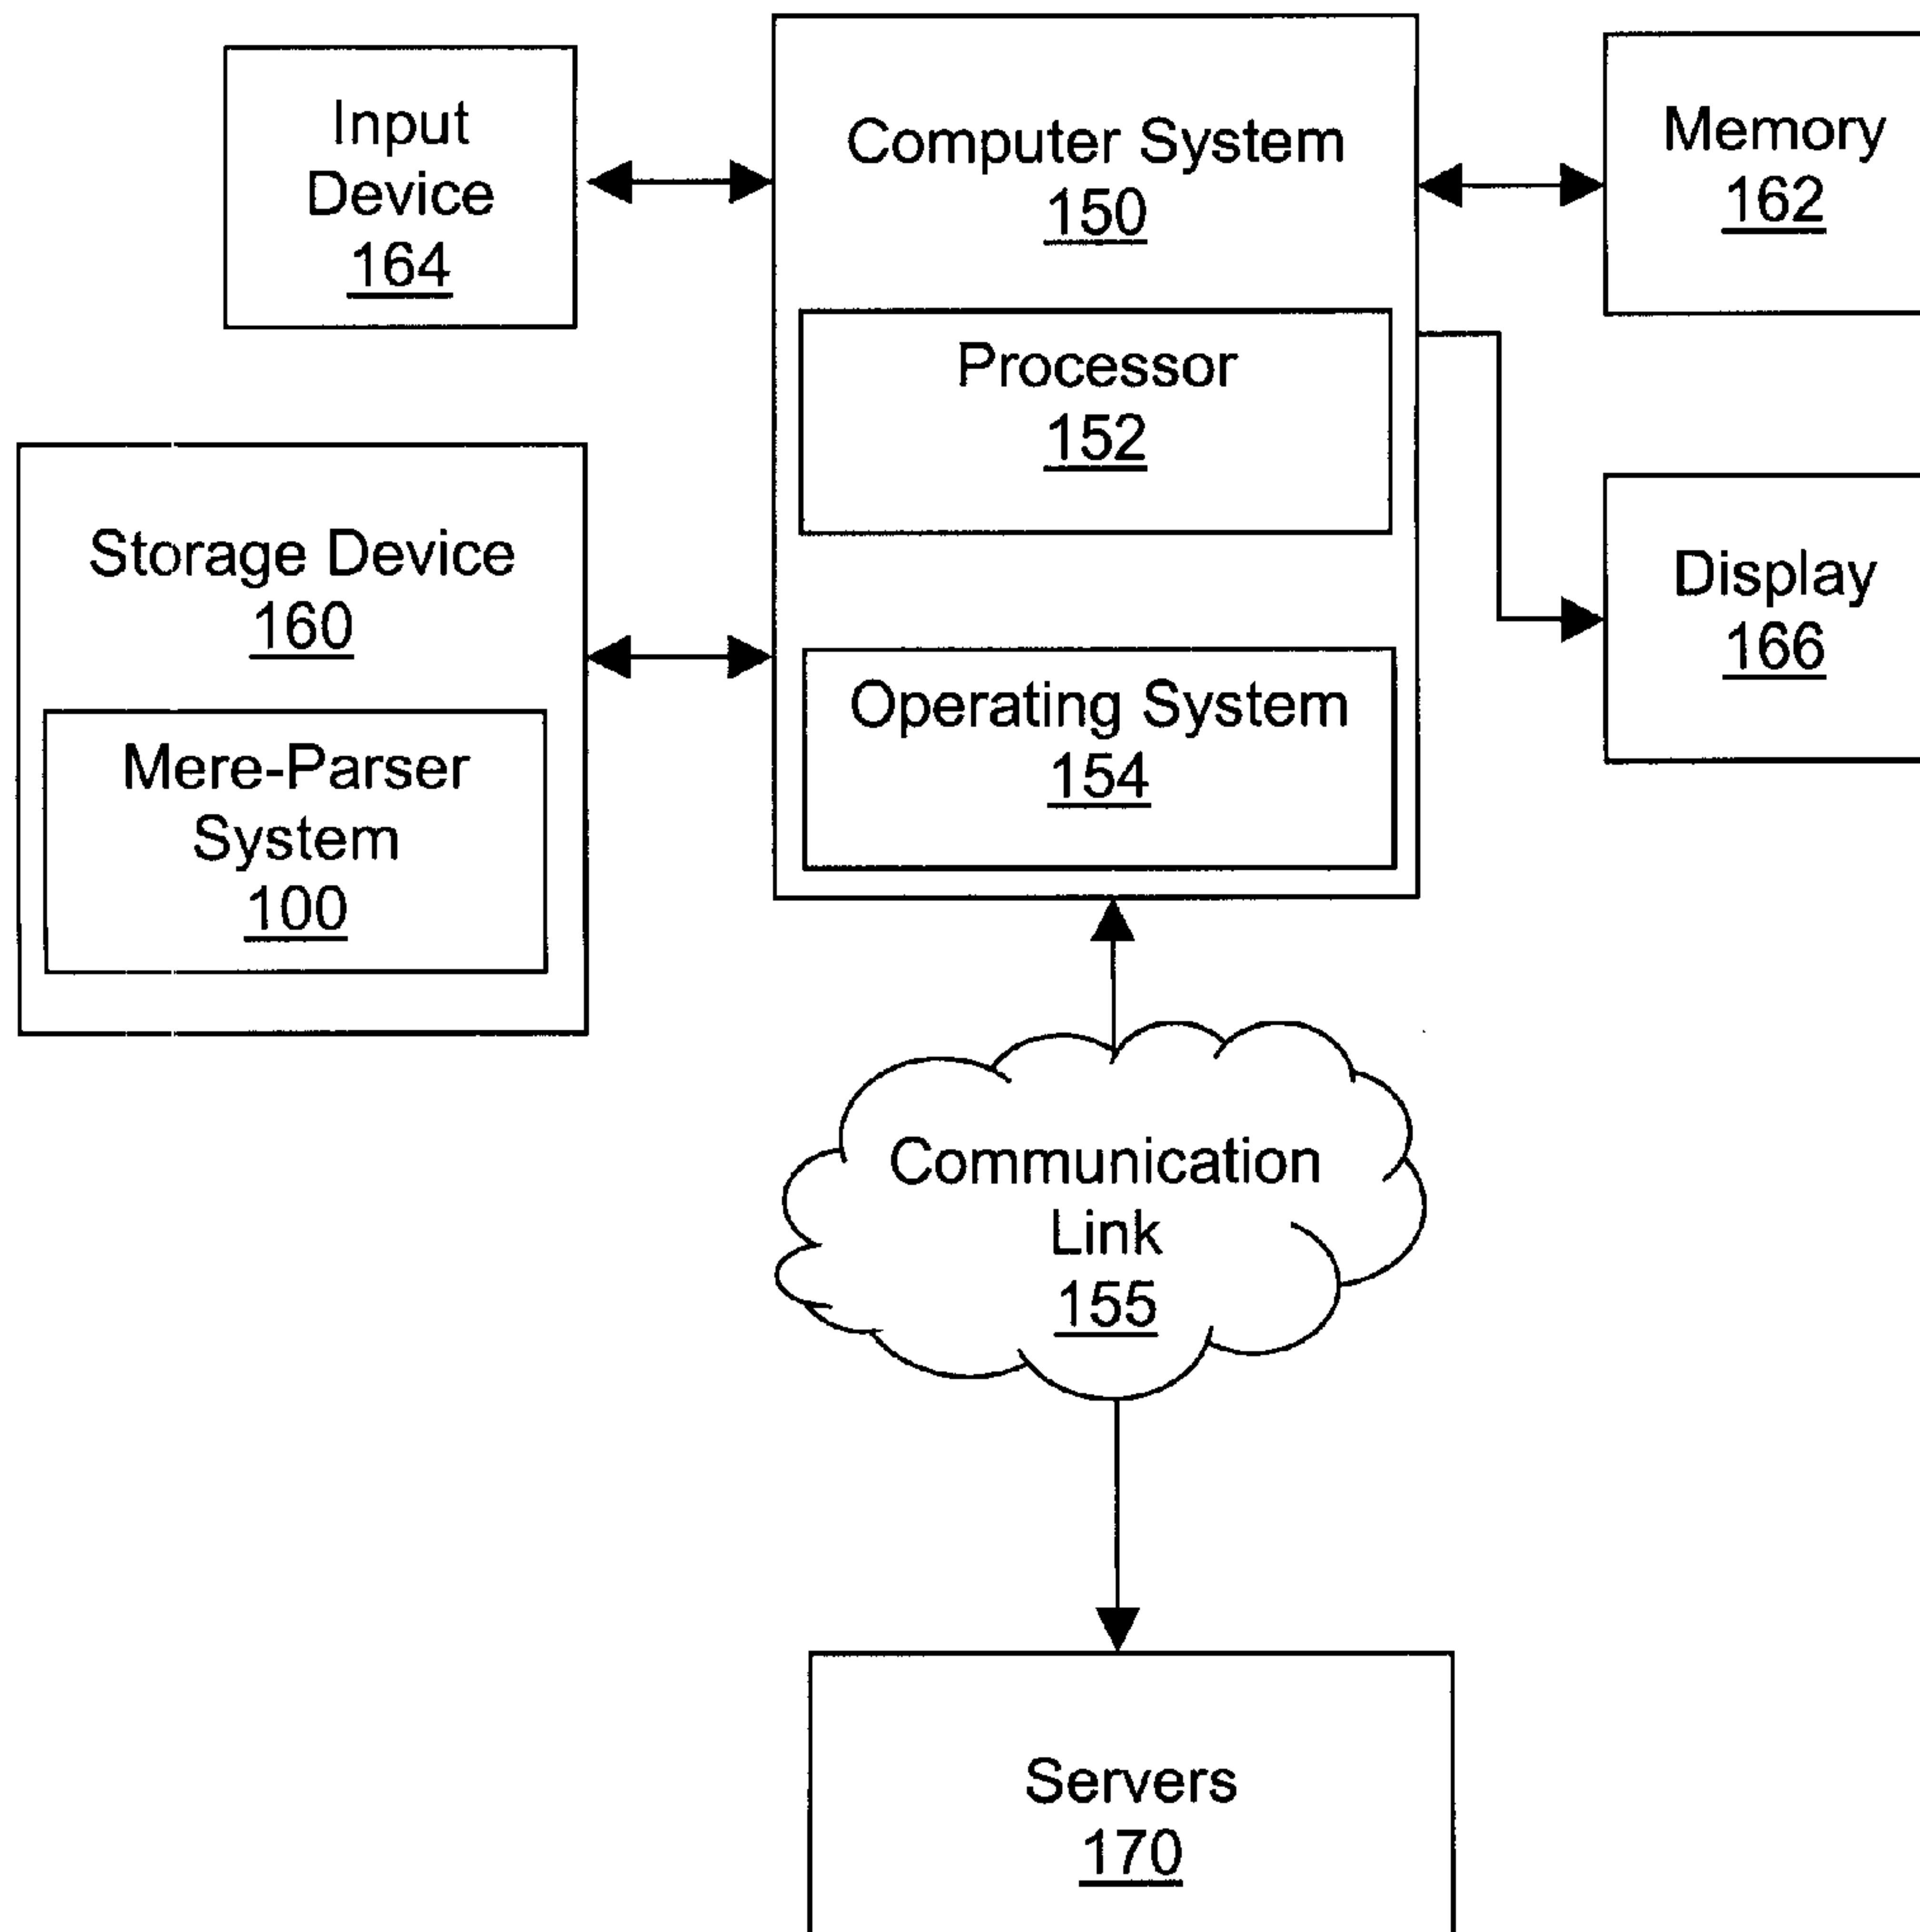 Input
Device
164
Computer System
150
Memory
162
Processor
152
Storage Device
160
Display
166
Operating System
154
Mere-Parser
System
100
Communication
Link
155
Servers
170